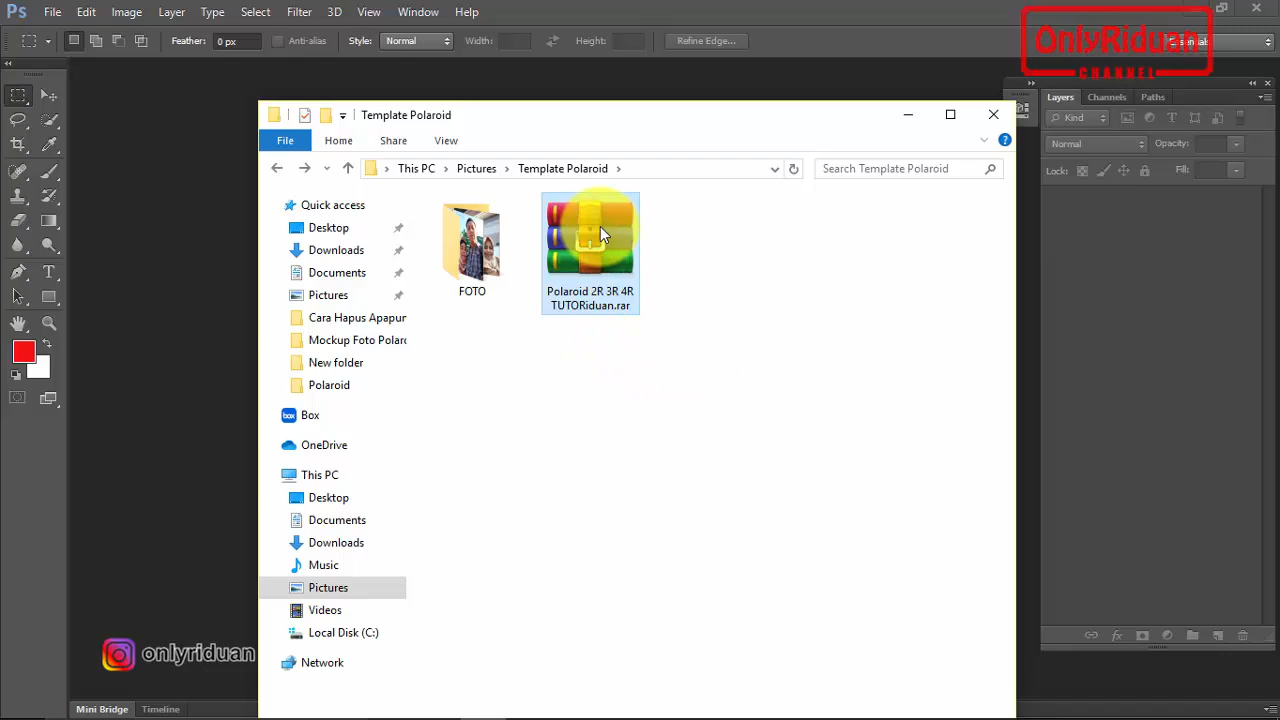 Ps File Edit Image Layer Type Select Filter 3D View Window Help
Feather: 0 px Anti-alias Style: Normal Width: Height: Refine Edge... Essentials
OnlyRiduan
CHANNEL
Layers Channels Paths
Kind
Normal Opacity:
Lock: Fill:
Template Polaroid
File Home Share View
This PC Pictures Template Polaroid Search Template Polaroid
Quick access
Desktop
Downloads
Documents
Pictures
Cara Hapus Apapur
Mockup Foto Polaro
New folder
Polaroid
Box
OneDrive
This PC
Desktop
Documents
Downloads
Music
Pictures
Videos
Local Disk (C:)
Network
FOTO
Polaroid 2R 3R 4R
TUTORiduan.rar
onlyriduan
Mini Bridge Timeline